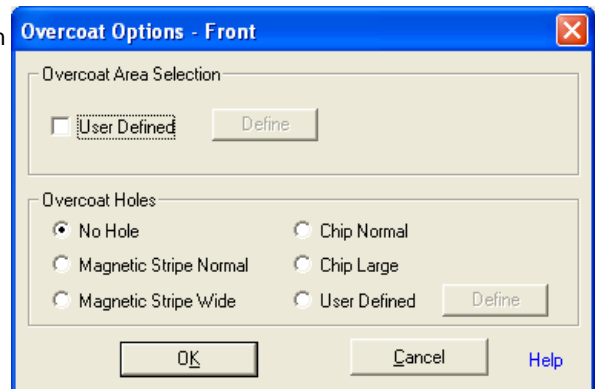 n
Overcoat Options - Front
Overcoat Area Selection
User Defined Define
Overcoat Holes
No Hole Chip Normal
Magnetic Stripe Normal Chip Large
Magnetic Stripe Wide User Defined Define
OK Cancel Help